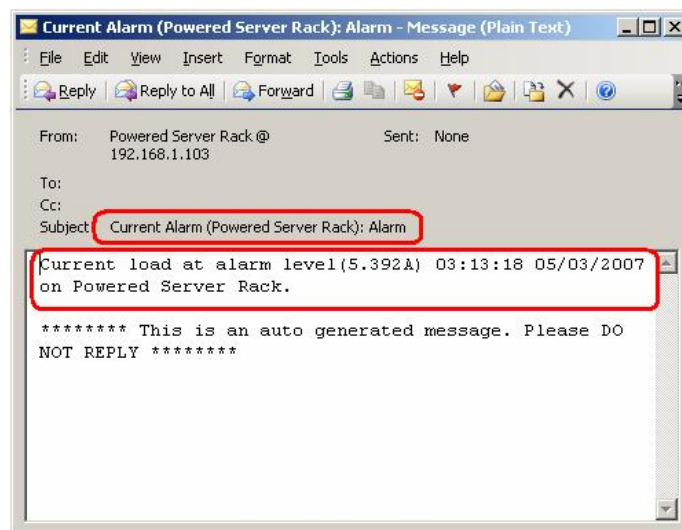 Current Alarm (Powered Server Rack): Alarm - Message (Plain Text)
File Edit View Insert Format Tools Actions Help
Reply Reply to All Forward
From: Powered Server Rack @ Sent: None
192.168.1.103
To:
Cc:
Subject Current Alarm (Powered Server Rack): Alarm
Current load at alarm level(5.392A) 03:13:18 05/03/2007
on Powered Server Rack.
******** This is an auto generated message. Please DO
NOT REPLY ********